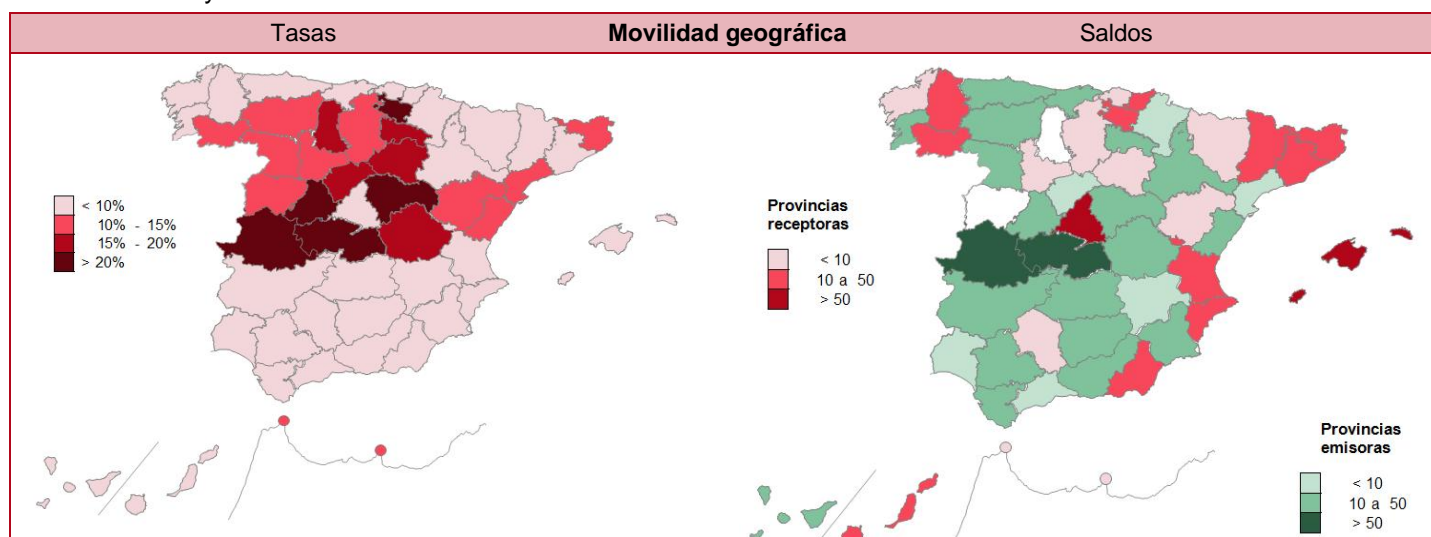 Tasas Movilidad geográfica Saldos
< 10%
10% - 15%
15% - 20%
> 20%
Provincias
receptoras
< 10
10 a 50
> 50
Provincias
emisoras
< 10
10 a 50
> 50